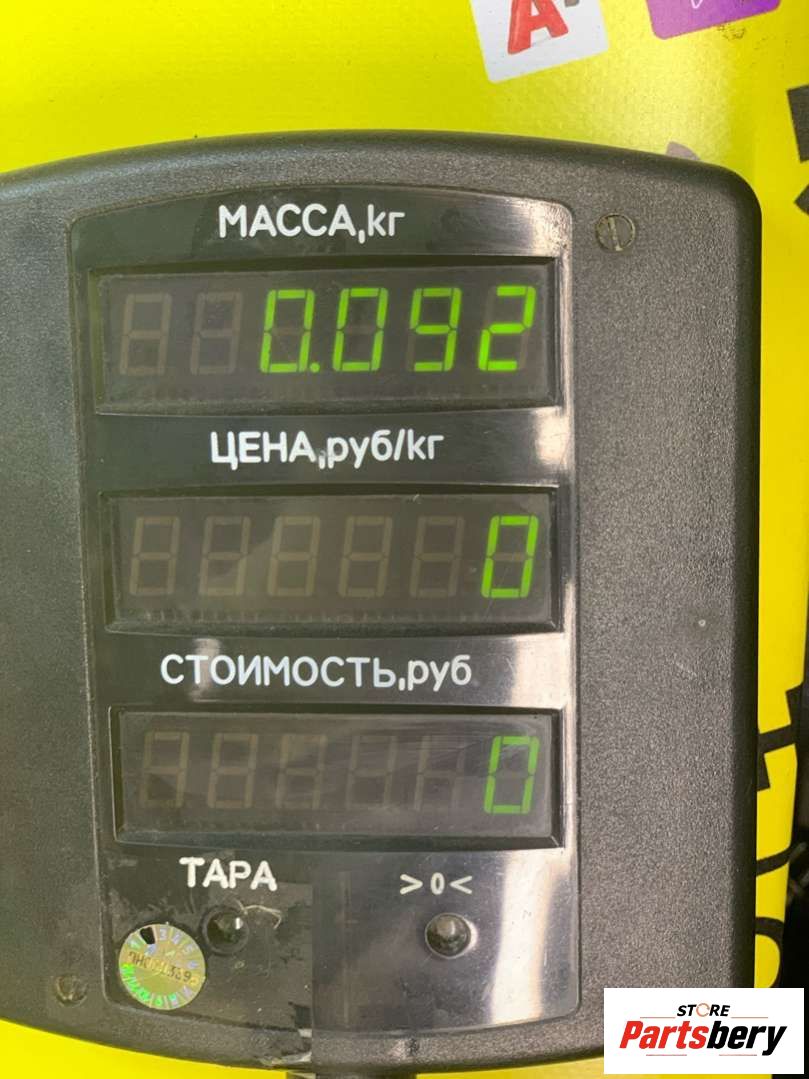 А
МАССА,кг
0.092
ЦЕНА,руб/кг
0
СТОИМОСТЬ,руб
0
ТАРА >0<
STORE
Partsbery